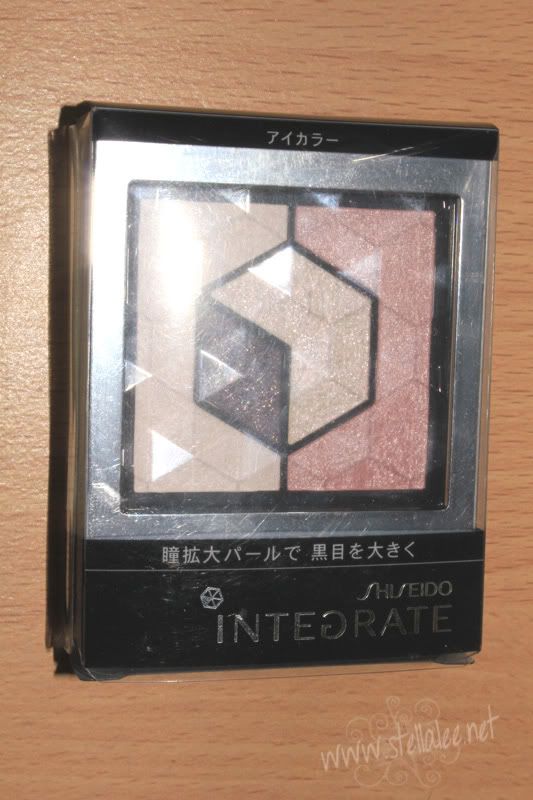 アイカラー
瞳拡大パールで 黒目を大きく
SHISEIDO
INTEGRATE
www.stellalee.net